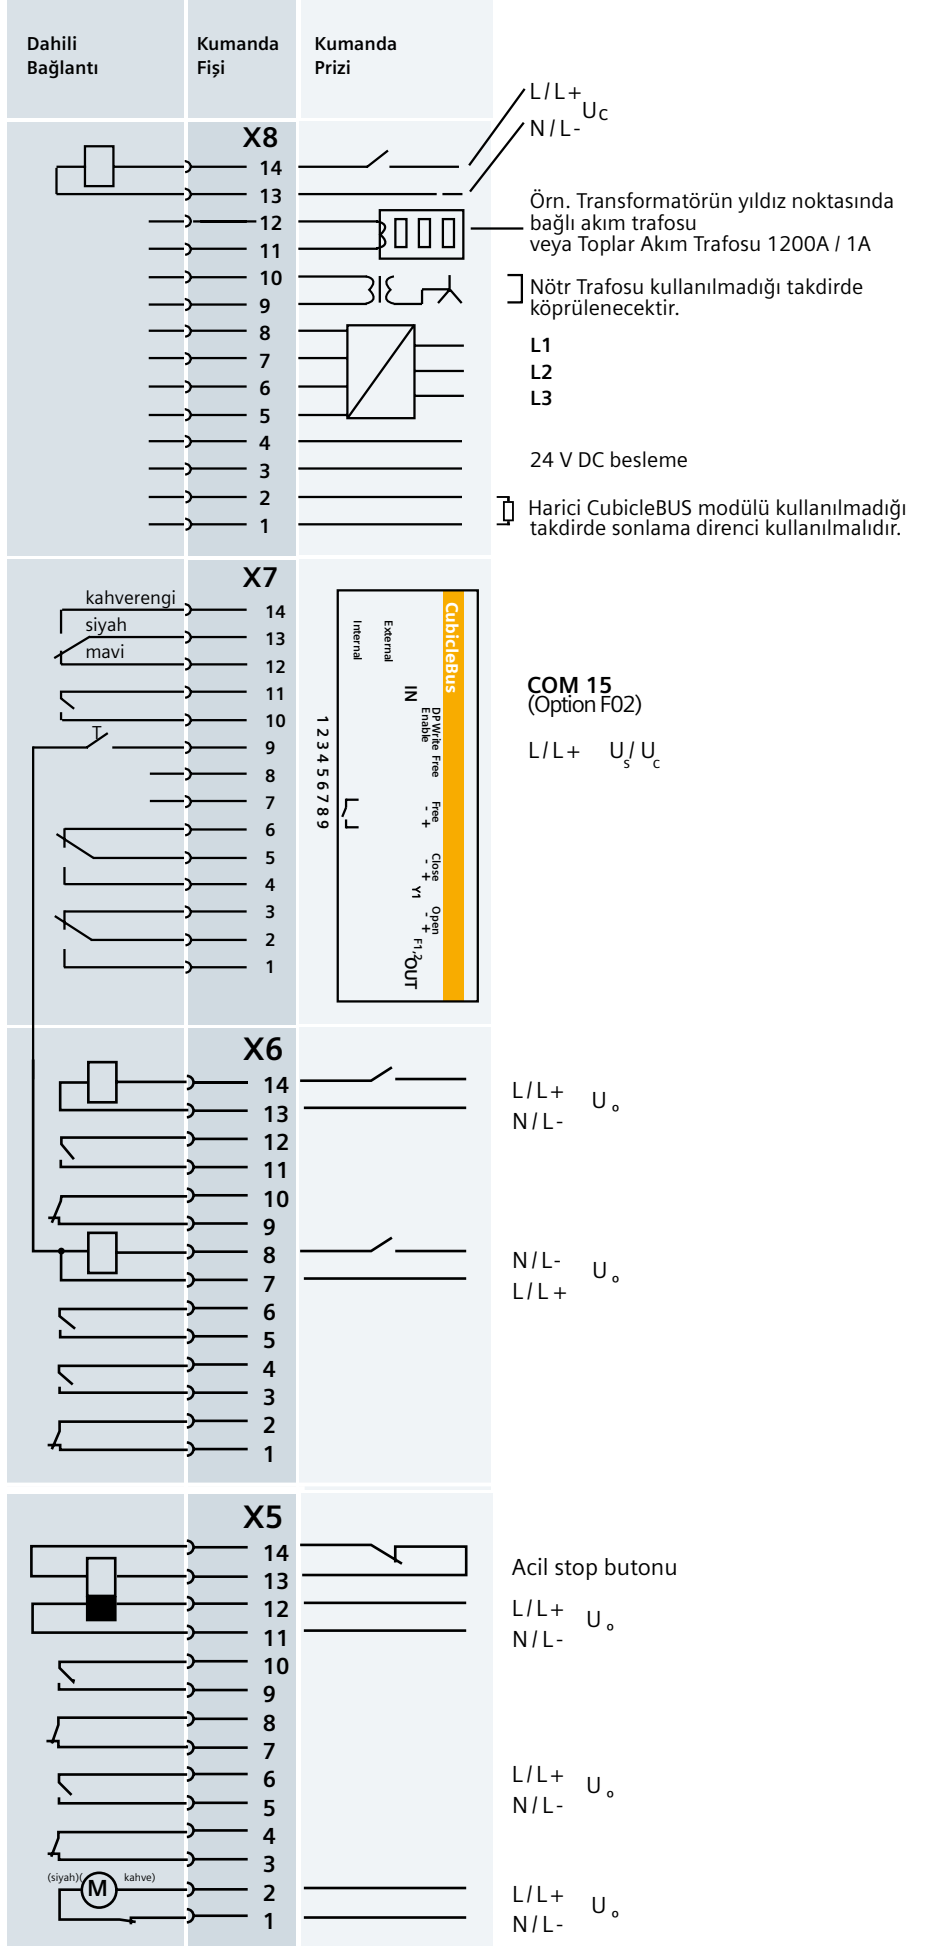 Dahili
Bağlantı
Kumanda
Fişi
Kumanda
Prizi
X8
L/L+
Uc
N/L-
14
13
12
11
10
9
8
7
6
5
4
3
2
1
Örn. Transformatörün yıldız noktasında
bağlı akım trafosu
veya Toplar Akım Trafosu 1200A / 1A
Nötr Trafosu kullanılmadığı takdirde
köprülenecektir.
L1
L2
L3
24 V DC besleme
Harici CubicleBUS modülü kullanılmadığı
takdirde sonlama direnci kullanılmalıdır.
X7
kahverengi
siyah
mavi
T
14
13
12
11
10
9
8
7
6
5
4
3
2
1
CubicleBus
External
Internal
IN
DPWrite Free
Enable
Free
- +
Close
- +
Y1
Open
- +
F1,2
OUT
1 2 3 4 5 6 7 8 9
COM 15
(Option F02)
L/L+ Us/Uc
X6
14
13
12
11
10
9
8
7
6
5
4
3
2
1
L/L+
N/L-
Uo
N/L-
L/L+
Uo
X5
14
13
12
11
10
9
8
7
6
5
4
3
2
1
Acil stop butonu
L/L+
N/L-
Uo
L/L+
N/L-
Uo
(siyah)(
M
kahve)
L/L+
N/L-
Uo